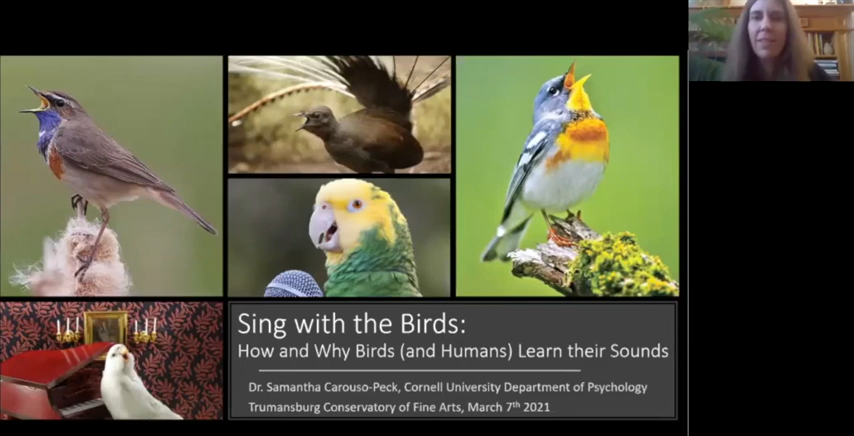 Sing with the Birds:
How and Why Birds (and Humans) Learn their Sounds
Dr. Samantha Carouso-Peck, Cornell University Department of Psychology
Trumansburg Conservatory of Fine Arts, March 7th 2021